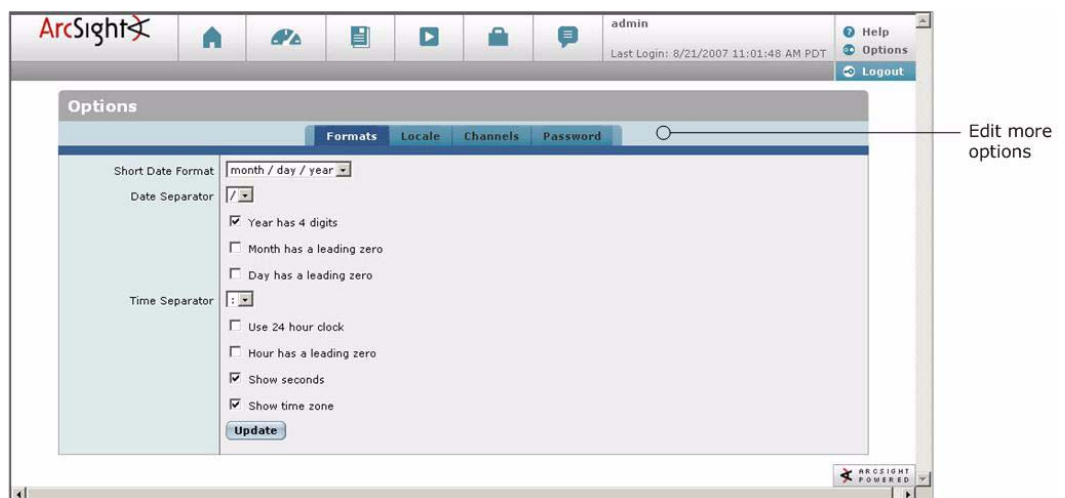 ArcSight
admin
Last Login: 8/21/2007 11:01:48 AM PDT
Help
Options
Logout
Options
Formats Locale Channels Password
Edit more
options
Short Date Format month / day / year
Date Separator /
Year has 4 digits
Month has a leading zero
Day has a leading zero
Time Separator :
Use 24 hour clock
Hour has a leading zero
Show seconds
Show time zone
Update
ARCSIGHT
POWERED